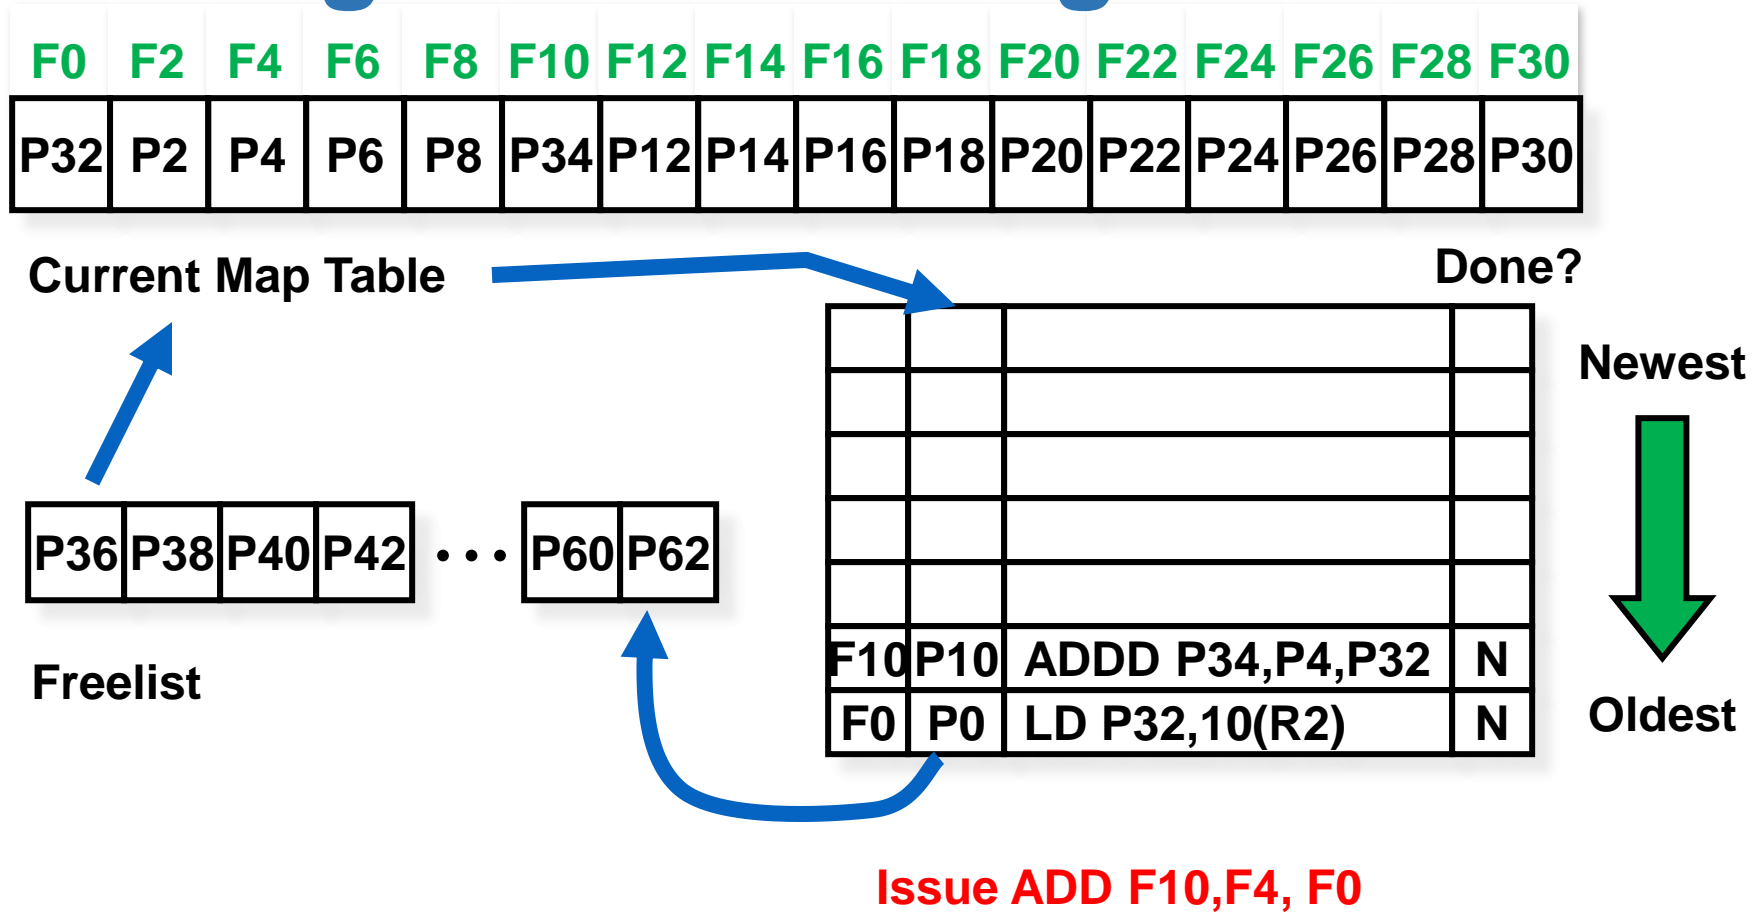 F0 F2 F4 F6 F8 F10 F12 F14 F16 F18 F20 F22 F24 F26 F28 F30
P32 P2 P4 P6 P8 P34 P12 P14 P16 P18 P20 P22 P24 P26 P28 P30
Current Map Table
Done?
Newest
P36 P38 P40 P42 ... P60 P62
Freelist
F10 P10 ADDD P34,P4,P32 N
F0 P0 LD P32,10(R2) N
Oldest
Issue ADD F10,F4, F0